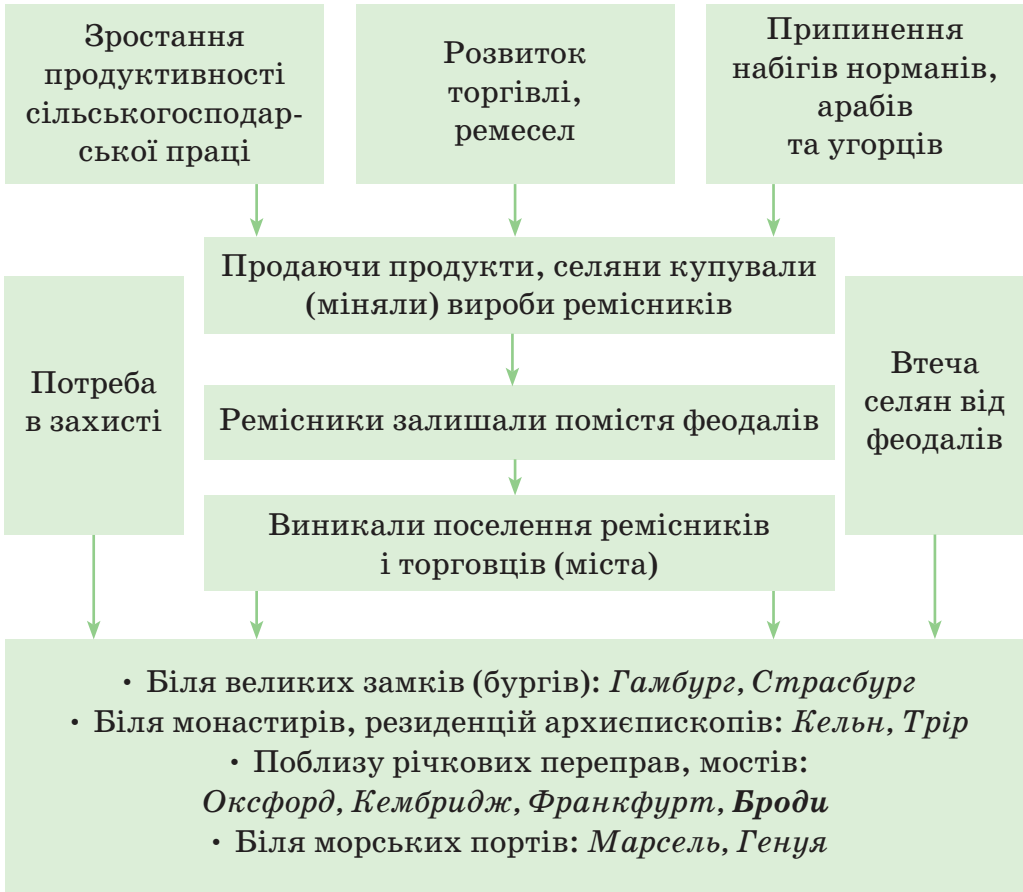 Зростання
продуктивності
сільськогосподар-
ської праці
Розвиток
торгівлі,
ремесел
Припинення
набігів норманів,
арабів
та угорців
Продаючи продукти, селяни купували
(міняли) вироби ремісників
Потреба
в захисті
Ремісники залишали помістя феодалів
Втеча
селян від
феодалів
Виникали поселення ремісників
і торговців (міста)
• Біля великих замків (бургів): Гамбург, Страсбург
• Біля монастирів, резиденцій архиєпископів: Кельн, Трір
• Поблизу річкових переправ, мостів:
Оксфорд, Кембридж, Франкфурт, Броди
• Біля морських портів: Марсель, Генуя